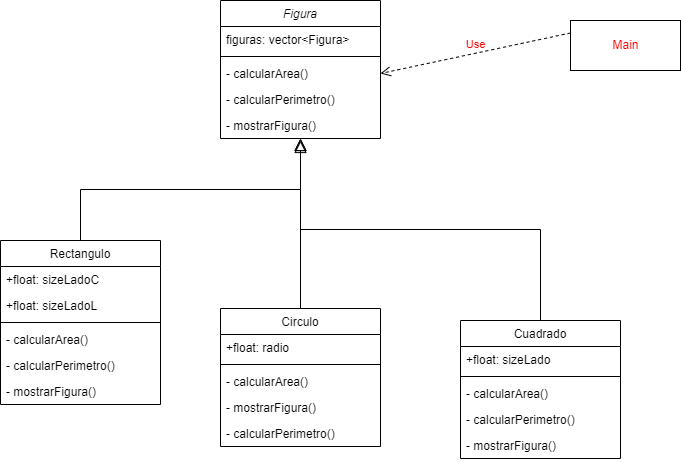 Figura
figuras: vector<Figura>
- calcularArea()
- calcularPerimetro()
- mostrarFigura()
Use
Main
Rectangulo
+float: sizeLadoC
+float: sizeLadoL
- calcularArea()
- calcularPerimetro()
- mostrarFigura()
Circulo
+float: radio
- calcularArea()
- mostrarFigura()
- calcularPerimetro()
Cuadrado
+float: sizeLado
- calcularArea()
- calcularPerimetro()
- mostrarFigura()